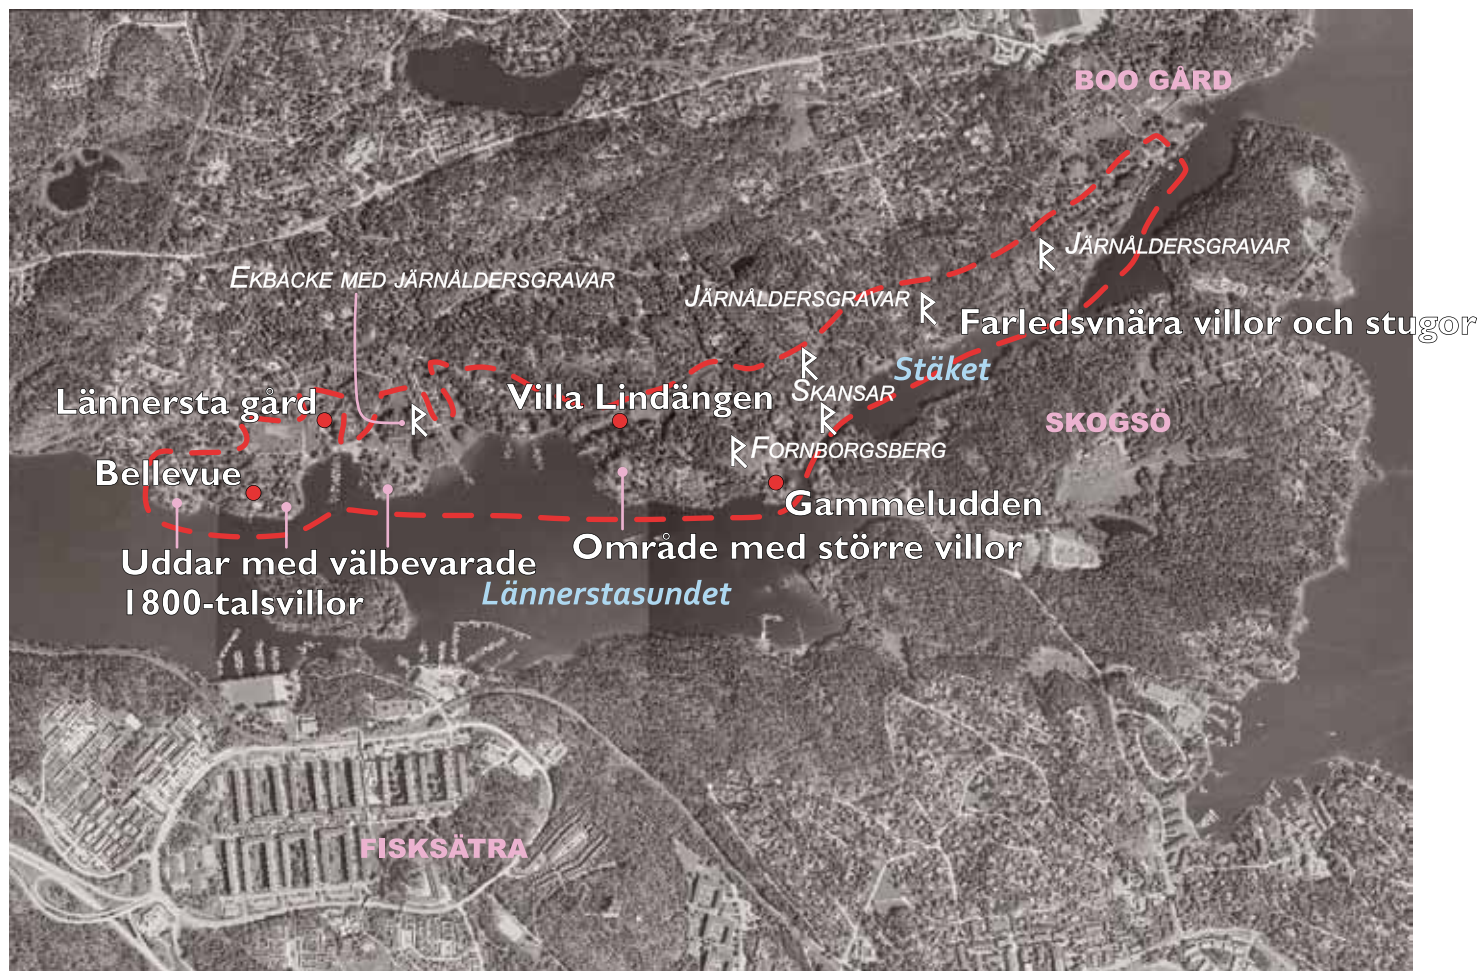 BOO GÅRD
JÄRNÅLDERSGRAVAR
EKBACKE MED JÄRNÅLDERSGRAVAR
JÄRNÅLDERSGRAVAR
Farledsvnära villor och stugor
Stäket
Lännersta gård
Villa Lindängen
SKANSAR
SKOGSÖ
FORNBORGSBERG
Bellevue
Gammeludden
Område med större villor
Uddar med välbevarade
1800-talsvillor
Lännerstasundet
FISKSÄTRA